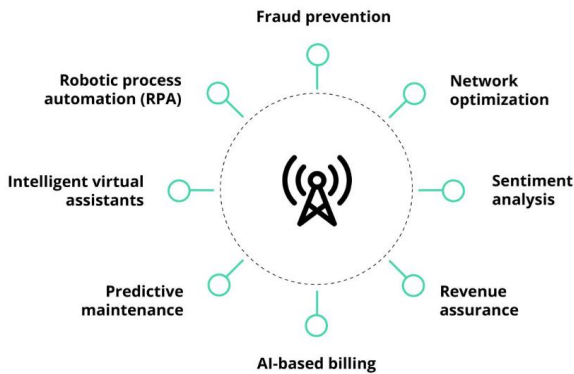 Fraud prevention
Robotic process
automation (RPA)
Network
optimization
Intelligent virtual
assistants
Sentiment
analysis
Predictive
maintenance
Revenue
assurance
AI-based billing